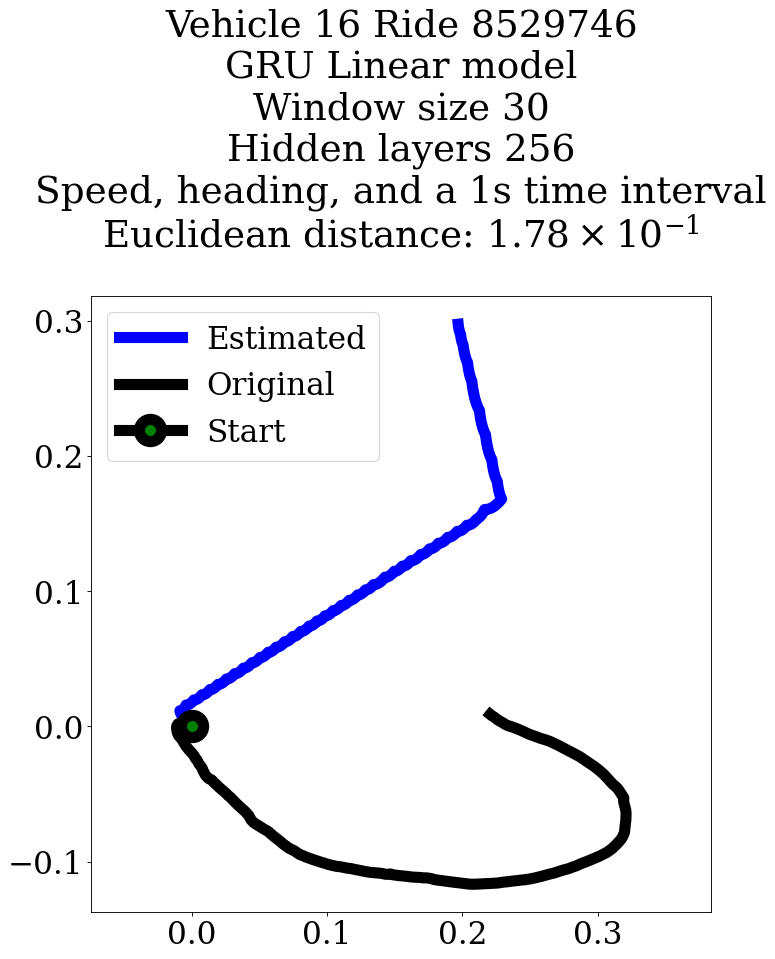 Vehicle 16 Ride 8529746
GRU Linear model
Window size 30
Hidden layers 256
Speed, heading, and a 1s time interval
Euclidean distance: 1.78 × 10⁻¹
Estimated
Original
Start
0.3
0.2
0.1
0.0
−0.1
0.0 0.1 0.2 0.3